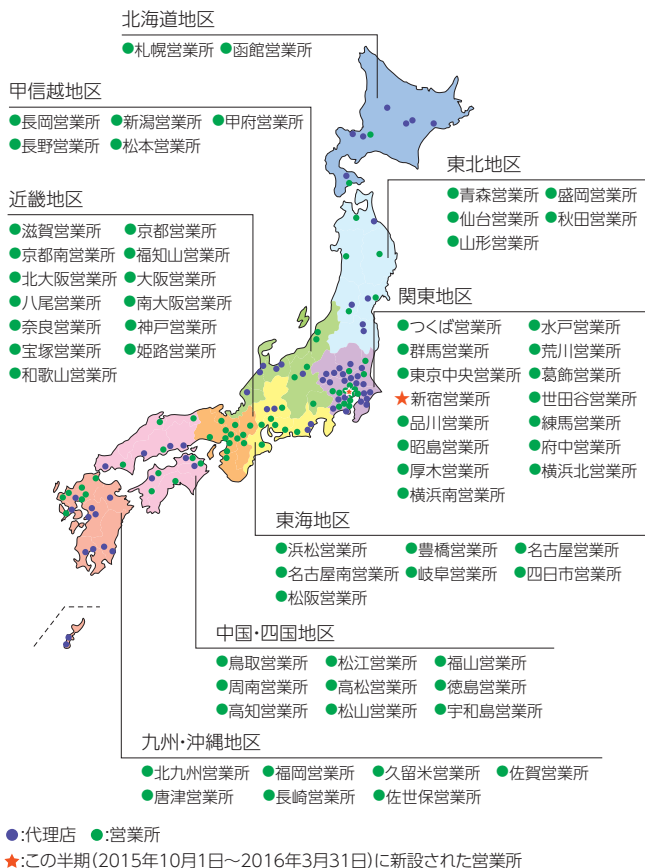 北海道地区
●札幌営業所 ●函館営業所
甲信越地区
●長岡営業所 ●新潟営業所 ●甲府営業所
●長野営業所 ●松本営業所
東北地区
●青森営業所 ●盛岡営業所
●仙台営業所 ●秋田営業所
●山形営業所
近畿地区
●滋賀営業所 ●京都営業所
●京都南営業所 ●福知山営業所
●北大阪営業所 ●大阪営業所
●八尾営業所 ●南大阪営業所
●奈良営業所 ●神戸営業所
●宝塚営業所 ●姫路営業所
●和歌山営業所
関東地区
●つくば営業所 ●水戸営業所
●群馬営業所 ●荒川営業所
●東京中央営業所 ●葛飾営業所
★新宿営業所 ●世田谷営業所
●品川営業所 ●練馬営業所
●昭島営業所 ●府中営業所
●厚木営業所 ●横浜北営業所
●横浜南営業所
東海地区
●浜松営業所 ●豊橋営業所 ●名古屋営業所
●名古屋南営業所 ●岐阜営業所 ●四日市営業所
●松阪営業所
中国・四国地区
●鳥取営業所 ●松江営業所 ●福山営業所
●周南営業所 ●高松営業所 ●徳島営業所
●高知営業所 ●松山営業所 ●宇和島営業所
九州・沖縄地区
●北九州営業所 ●福岡営業所 ●久留米営業所 ●佐賀営業所
●唐津営業所 ●長崎営業所 ●佐世保営業所
●:代理店 ●:営業所
★:この半期(2015年10月1日～2016年3月31日)に新設された営業所